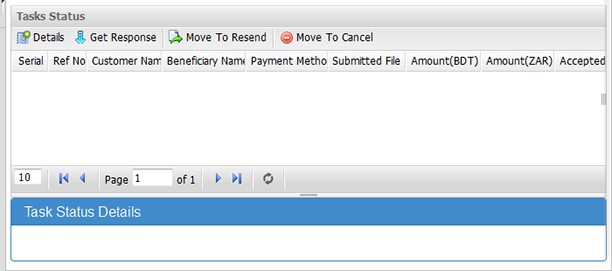 Tasks Status
Details Get Response Move To Resend Move To Cancel
Serial Ref No Customer Nam Beneficiary Name Payment Metho Submitted File Amount(BDT) Amount(ZAR) Accepted
10 Page 1 of 1
Task Status Details